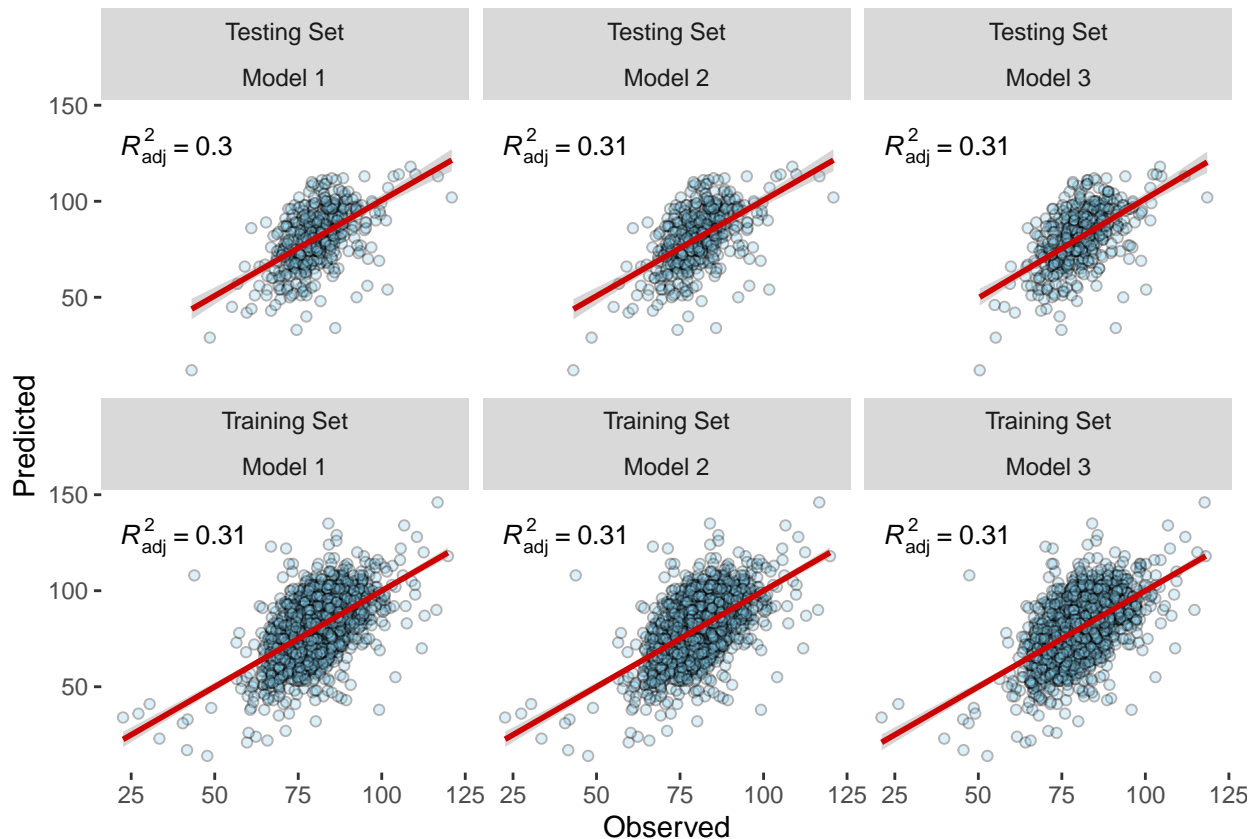 Testing Set
Model 1
Testing Set
Model 2
Testing Set
Model 3
150
100
50
R²adj = 0.3
R²adj = 0.31
R²adj = 0.31
Predicted
Training Set
Model 1
Training Set
Model 2
Training Set
Model 3
150
100
50
R²adj = 0.31
R²adj = 0.31
R²adj = 0.31
25 50 75 100 125 25 50 75 100 125 25 50 75 100 125
Observed